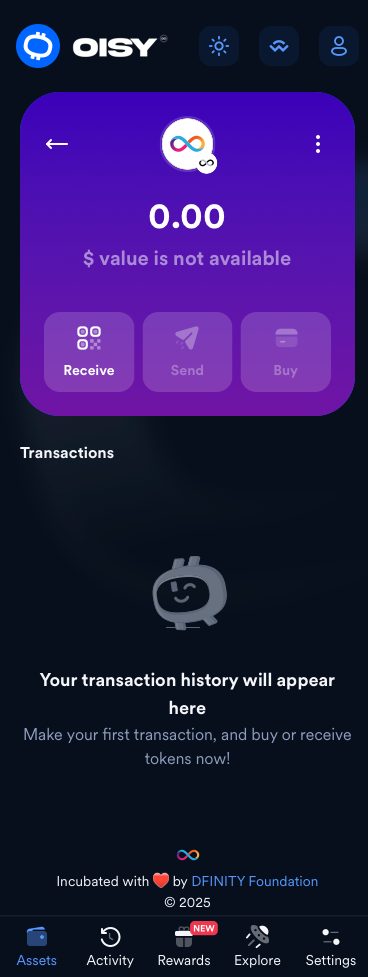 OISY
0.00
$ value is not available
Receive
Send
Buy
Transactions
Your transaction history will appear
here
Make your first transaction, and buy or receive
tokens now!
Incubated with ❤️ by DFINITY Foundation
© 2025
NEW
Assets
Activity
Rewards
Explore
Settings